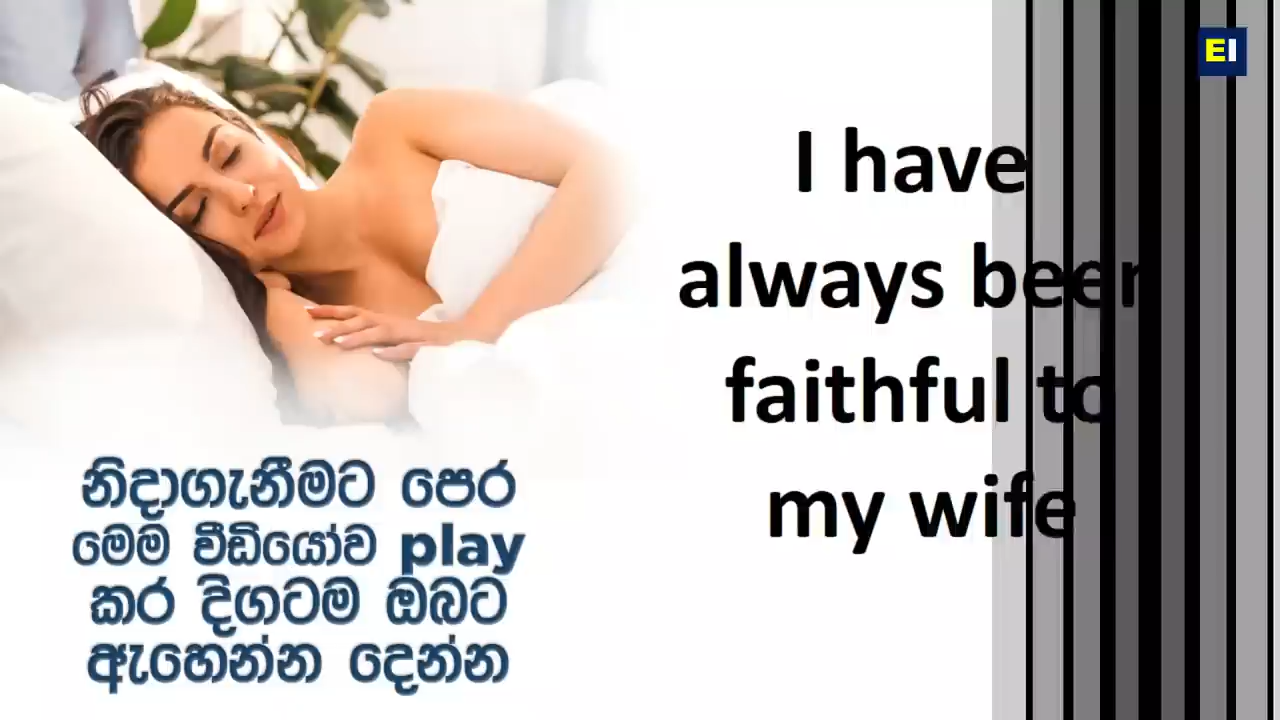 EI
I have
always been
faithful to
my wife
නිදාගැනීමට පෙර
මෙම වීඩියෝව play
කර දිගටම ඔබට
ඇහෙන්න දෙන්න